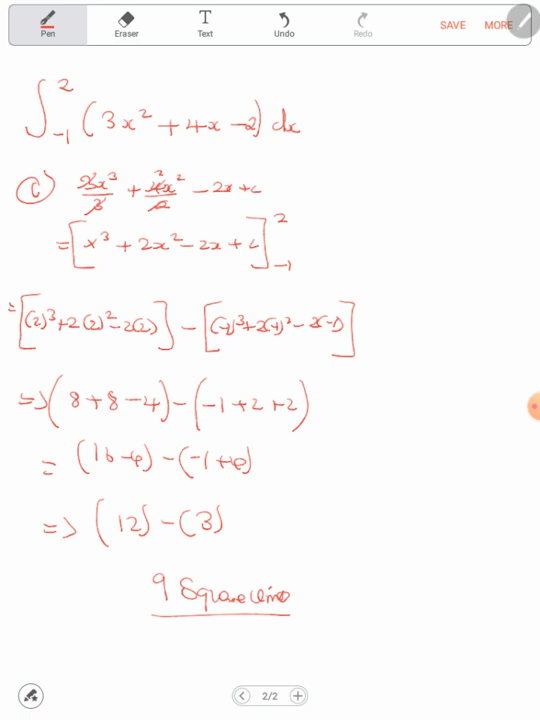 Pen Eraser Text Undo Redo SAVE MORE
∫₋₁² (3x² + 4x - 2) dx
(c) 3x³/3 + 4x²/2 - 2x + c
= [x³ + 2x² - 2x + c]₋₁²
= [(2)³ + 2(2)² - 2(2)] - [(-1)³ + 2(-1)² - 2(-1)]
=> (8 + 8 - 4) - (-1 + 2 + 2)
= (16 - 4) - (-1 + 4)
=> (12) - (3)
9 Square
2/2